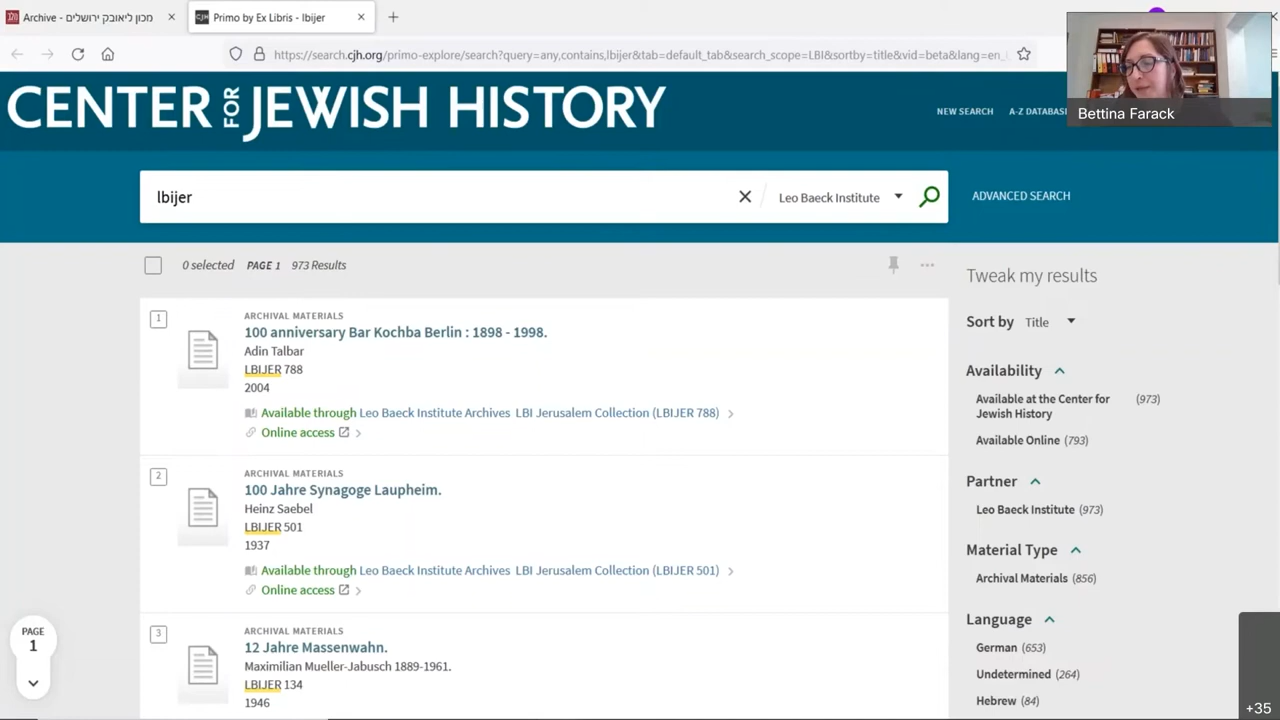 Archive - מכון ליאובק ירושלים
Primo by Ex Libris - lbijer
https://search.cjh.org/primo-explore/search?query=any,contains,lbijer&tab=default_tab&search_scope=LBI&sortby=title&vid=beta&lang=en_
Bettina Farack
CENTER FOR JEWISH HISTORY
NEW SEARCH A-Z DATABAS
lbijer
Leo Baeck Institute
ADVANCED SEARCH
0 selected PAGE 1 973 Results
Tweak my results
Sort by Title
1
ARCHIVAL MATERIALS
100 anniversary Bar Kochba Berlin : 1898 - 1998.
Adin Talbar
LBIJER 788
2004
Available through Leo Baeck Institute Archives LBI Jerusalem Collection (LBIJER 788)
Online access
2
ARCHIVAL MATERIALS
100 Jahre Synagoge Laupheim.
Heinz Saebel
LBIJER 501
1937
Available through Leo Baeck Institute Archives LBI Jerusalem Collection (LBIJER 501)
Online access
3
ARCHIVAL MATERIALS
12 Jahre Massenwahn.
Maximilian Mueller-Jabusch 1889-1961.
LBIJER 134
1946
Availability
Available at the Center for (973)
Jewish History
Available Online (793)
Partner
Leo Baeck Institute (973)
Material Type
Archival Materials (856)
Language
German (653)
Undetermined (264)
Hebrew (84)
PAGE
1
+35